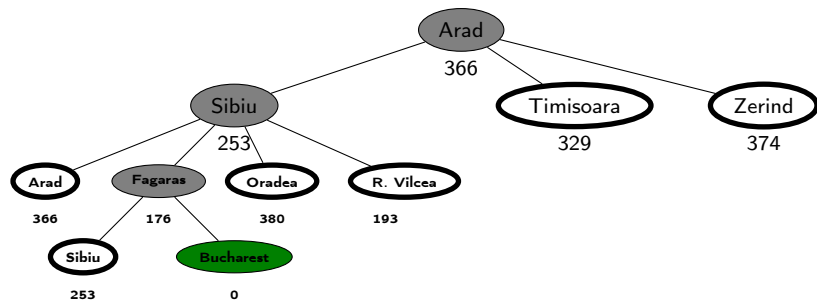 Arad
366
Sibiu Timisoara Zerind
253 329 374
Arad Fagaras Oradea R. Vilcea
366 176 380 193
Sibiu Bucharest
253 0